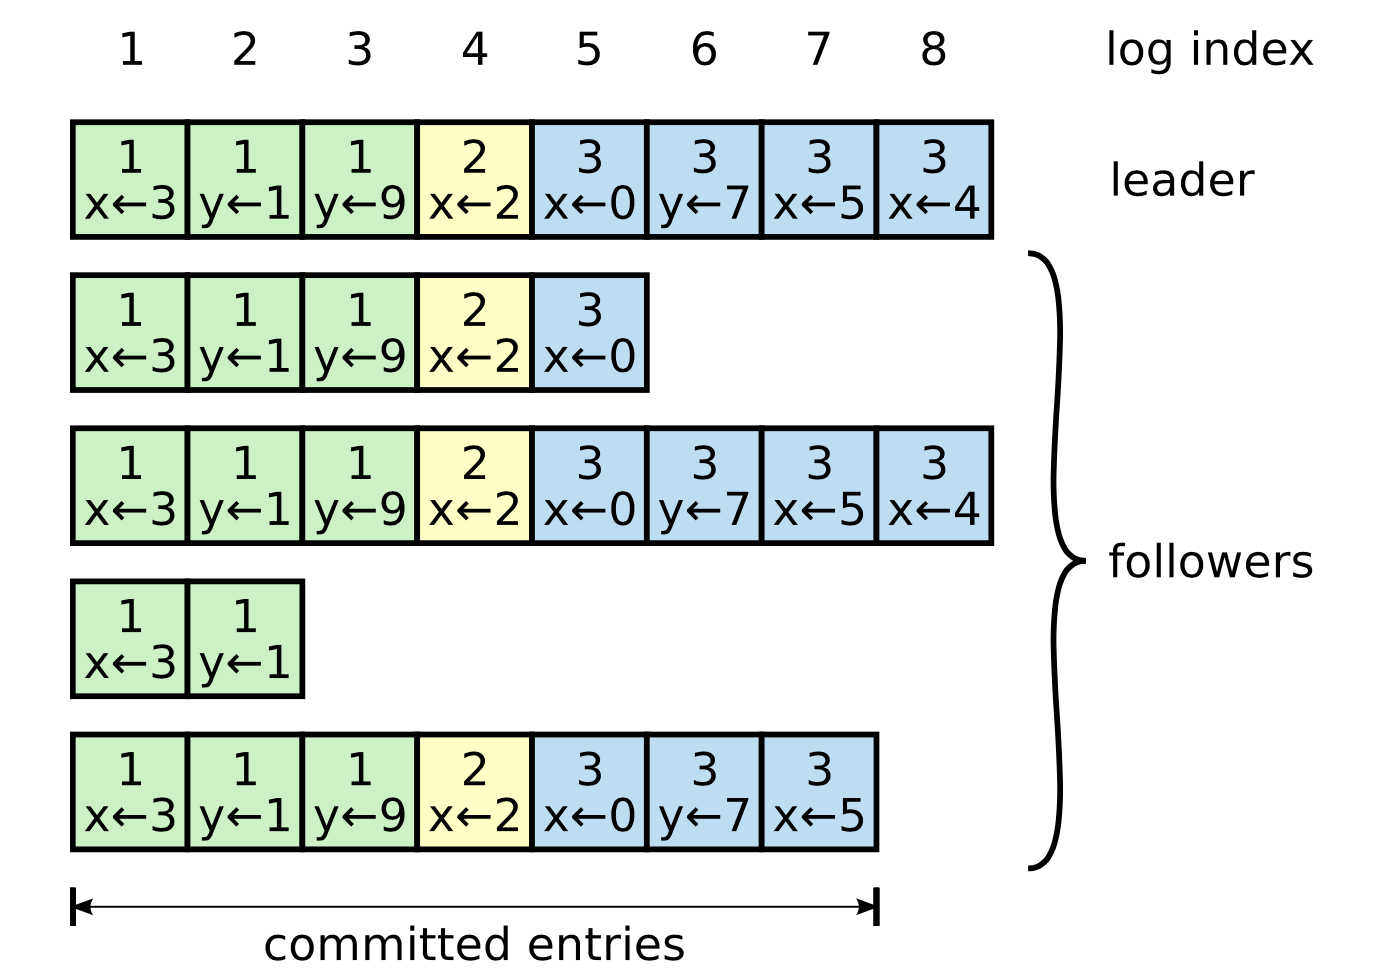 1 2 3 4 5 6 7 8 log index
1 1 1 2 3 3 3 3
x←3 y←1 y←9 x←2 x←0 y←7 x←5 x←4
leader
1 1 1 2 3
x←3 y←1 y←9 x←2 x←0
1 1 1 2 3 3 3 3
x←3 y←1 y←9 x←2 x←0 y←7 x←5 x←4
followers
1 1
x←3 y←1
1 1 1 2 3 3 3
x←3 y←1 y←9 x←2 x←0 y←7 x←5
committed entries